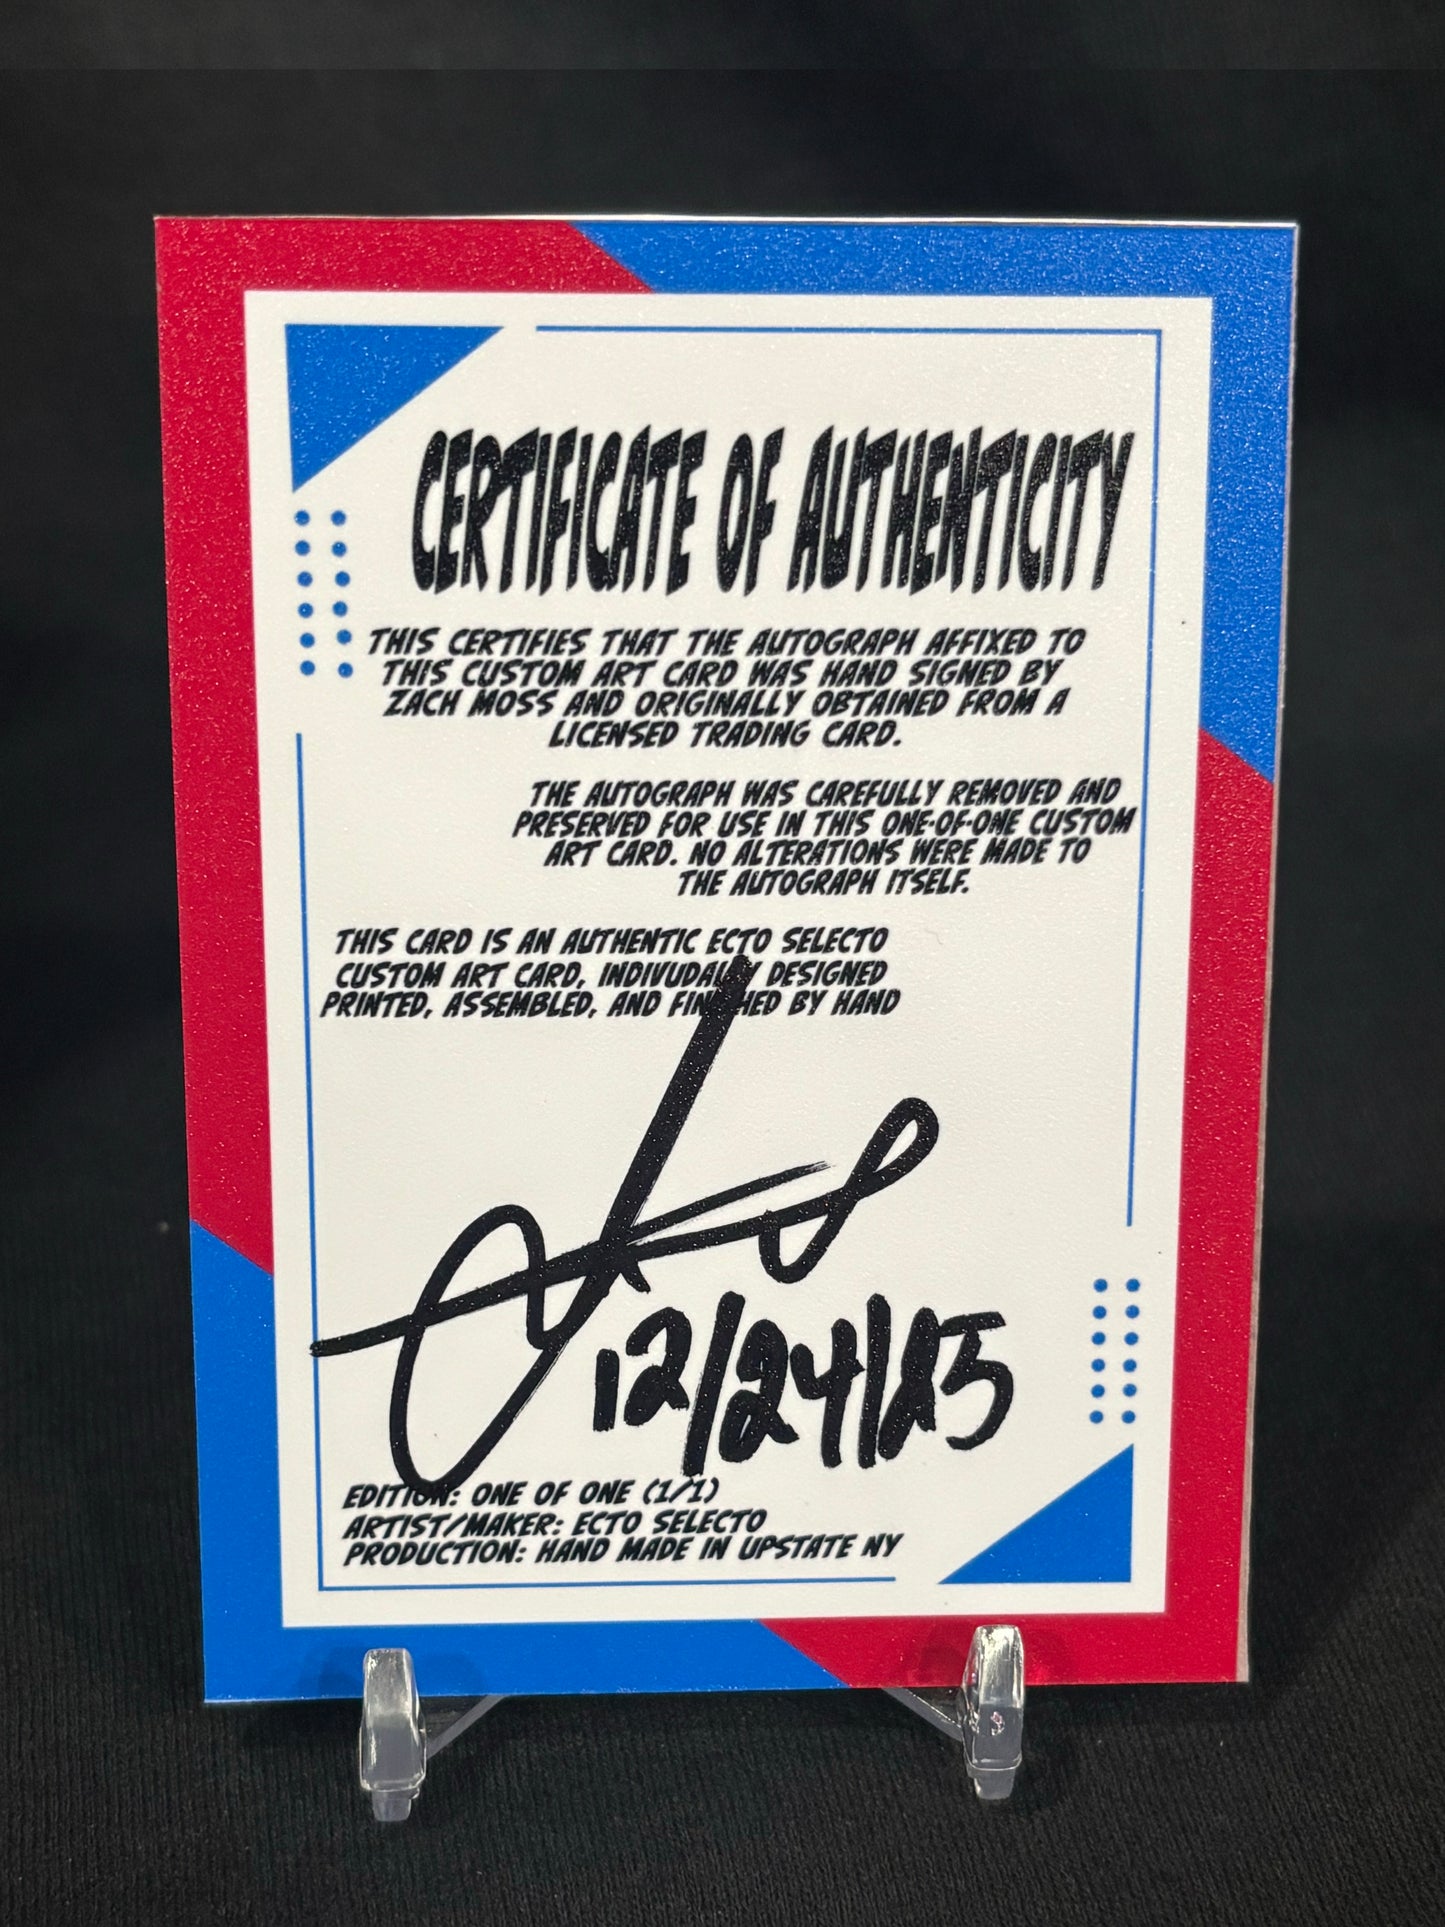 CERTIFICATE OF AUTHENTICITY
THIS CERTIFIES THAT THE AUTOGRAPH AFFIXED TO
THIS CUSTOM ART CARD WAS HAND SIGNED BY
ZACH MOSS AND ORIGINALLY OBTAINED FROM A
LICENSED TRADING CARD.
THE AUTOGRAPH WAS CAREFULLY REMOVED AND
PRESERVED FOR USE IN THIS ONE-OF-ONE CUSTOM
ART CARD. NO ALTERATIONS WERE MADE TO
THE AUTOGRAPH ITSELF.
THIS CARD IS AN AUTHENTIC ECTO SELECTO
CUSTOM ART CARD, INDIVUDALLY DESIGNED
PRINTED, ASSEMBLED, AND FINISHED BY HAND
12/24/25
EDITION: ONE OF ONE (1/1)
ARTIST/MAKER: ECTO SELECTO
PRODUCTION: HAND MADE IN UPSTATE NY